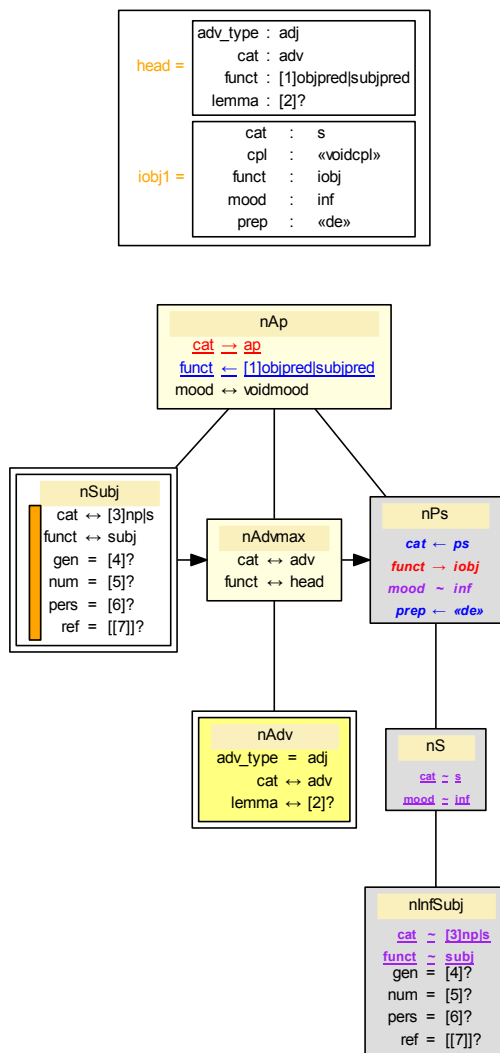 head =
adv_type : adj
cat : adv
funct : [1]objpred|subjpred
lemma : [2]?
iobj1 =
cat : s
cpl : «voidcpl»
funct : iobj
mood : inf
prep : «de»
nAp
cat → ap
funct ← [1]objpred|subjpred
mood ↔ voidmood
nSubj
cat ↔ [3]np|s
funct ↔ subj
gen = [4]?
num = [5]?
pers = [6]?
ref = [[7]]?
nAdvmax
cat ↔ adv
funct ↔ head
nPs
cat ← ps
funct → iobj
mood ~ inf
prep ← «de»
nAdv
adv_type = adj
cat ↔ adv
lemma ↔ [2]?
nS
cat ~ s
mood ~ inf
nInfSubj
cat ~ [3]np|s
funct ~ subj
gen = [4]?
num = [5]?
pers = [6]?
ref = [[7]]?